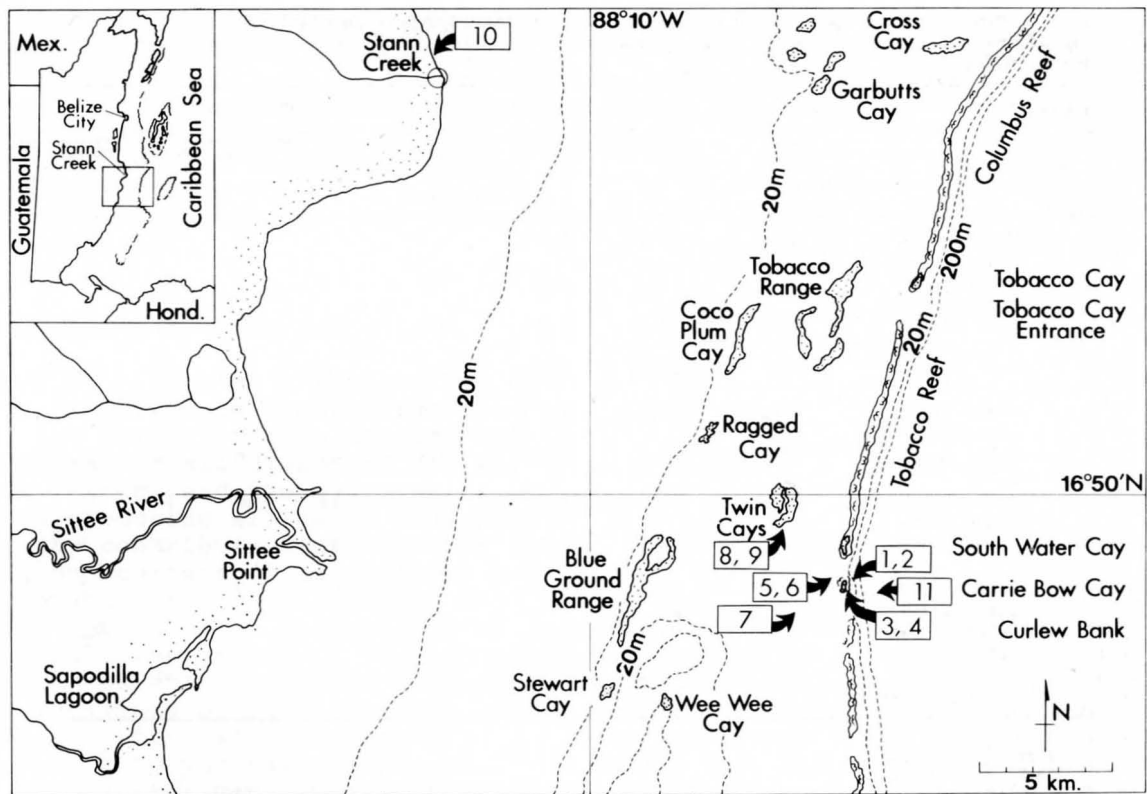 Mex.
Belize
City
Stann
Creek
Guatemala
Caribbean Sea
Hond.
Stann
Creek
10
88°10'W
Cross
Cay
Garbutts
Cay
20m
Columbus Reef
200m
20m
Tobacco
Range
Coco
Plum
Cay
Tobacco Cay
Tobacco Cay
Entrance
20m
Tobacco Reef
Ragged
Cay
16°50'N
Twin
Cays
8, 9
Sittee River
Sittee
Point
Blue
Ground
Range
5, 6
7
South Water Cay
1, 2
Carrie Bow Cay
11
3, 4
Curlew Bank
20m
Sapodilla
Lagoon
Stewart
Cay
Wee Wee
Cay
N
5 km.